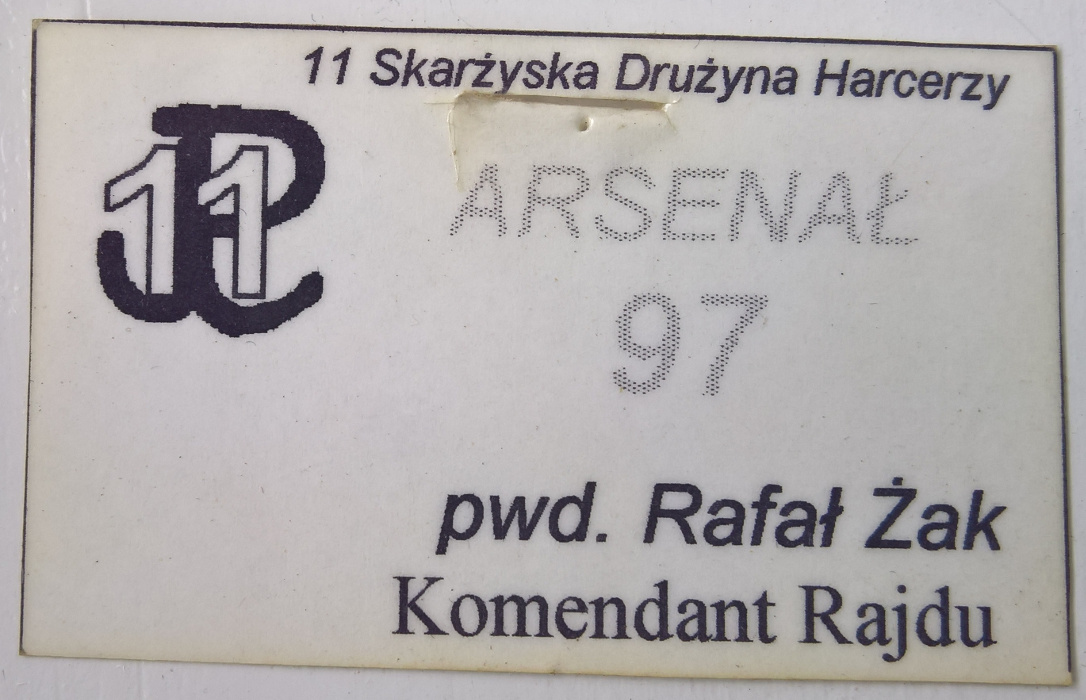 11 Skarżyska Drużyna Harcerzy
11
ARSENAŁ
97
pwd. Rafał Żak
Komendant Rajdu